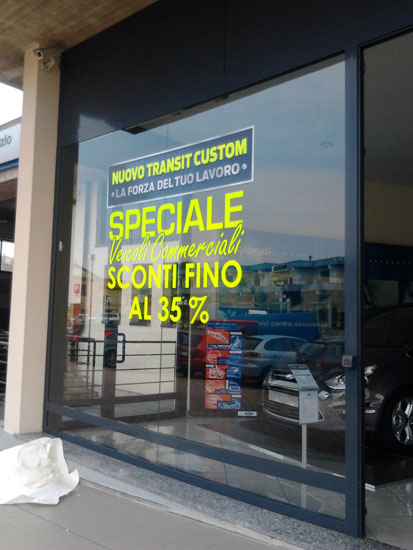 NUOVO TRANSIT CUSTOM
• LA FORZA DEL TUO LAVORO •
SPECIALE
Veicoli Commerciali
SCONTI FINO
AL 35%